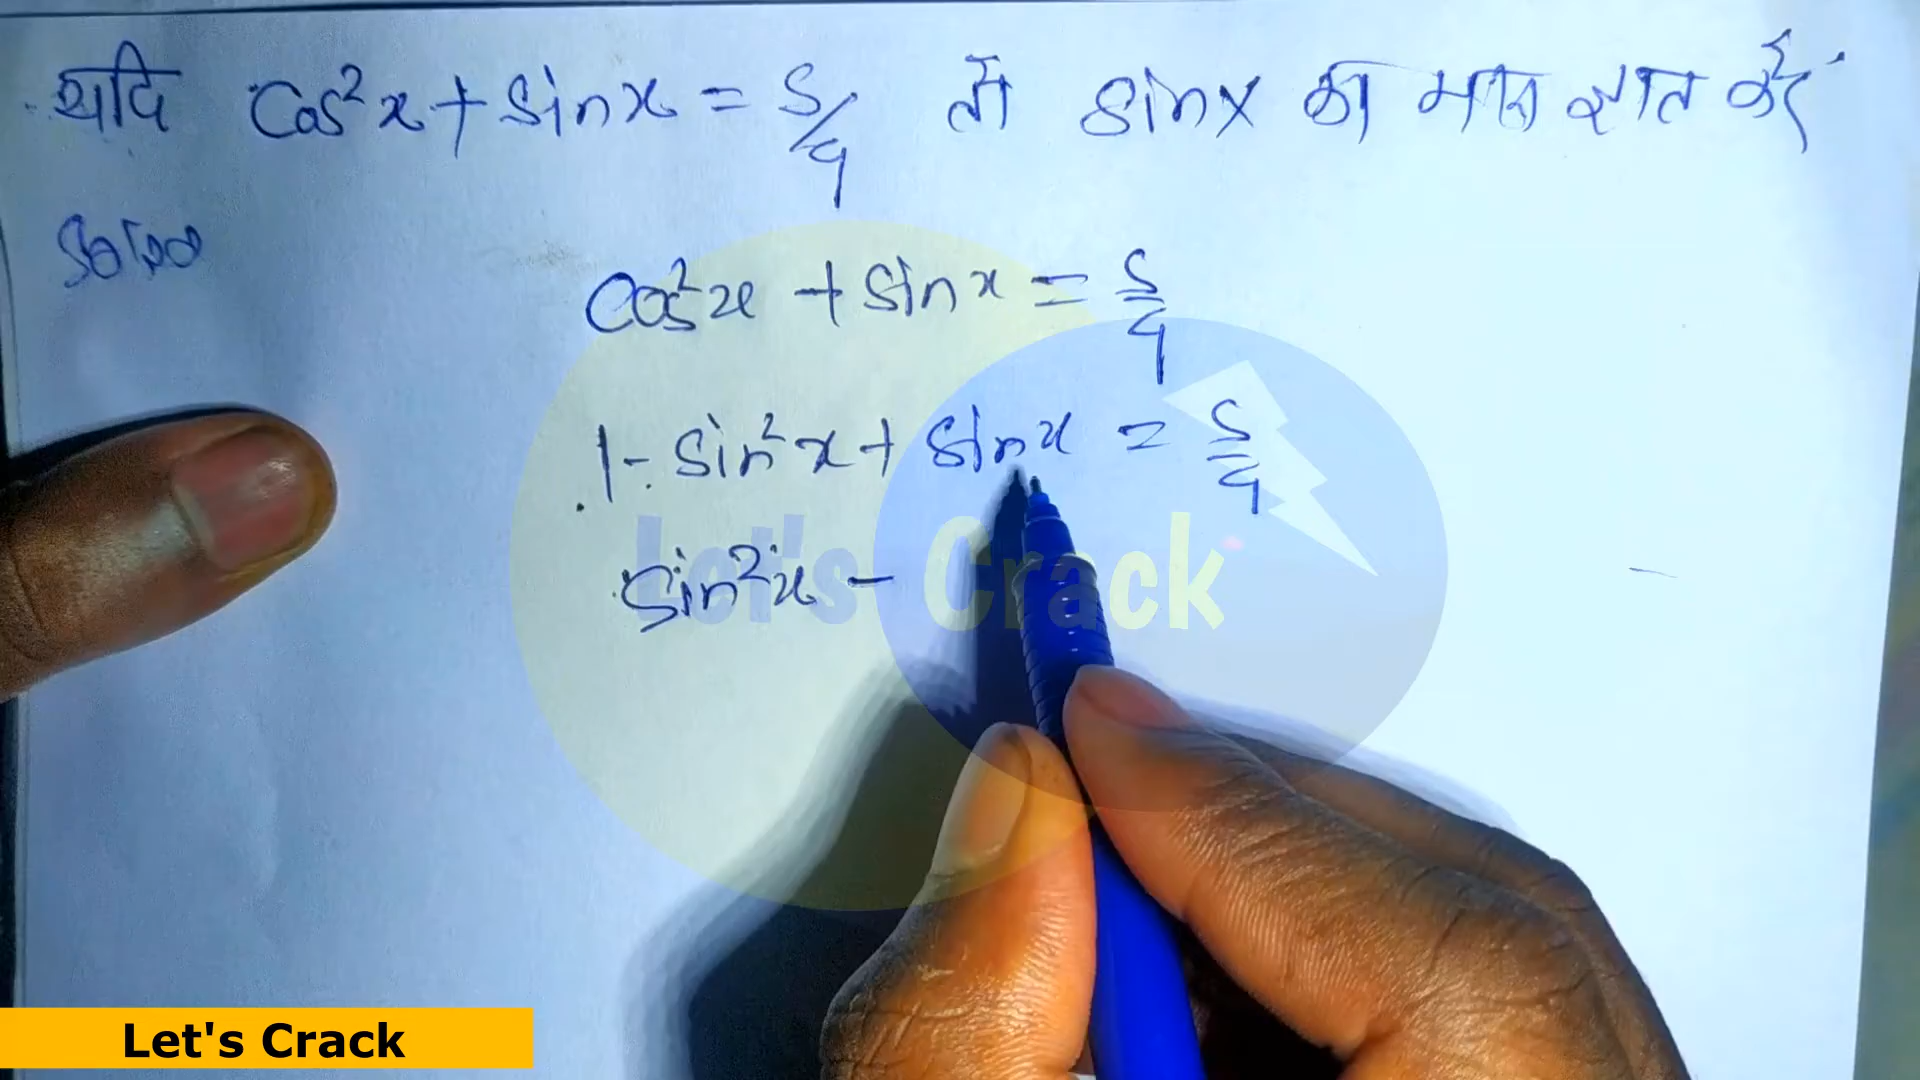 यदि Cos²x + Sinx = 5/4 तो Sinx का मान ज्ञात करें
Cos²x + Sinx = 5/4
1 - Sin²x + Sinx = 5/4
Sin²x -
Let's Crack
Let's Crack